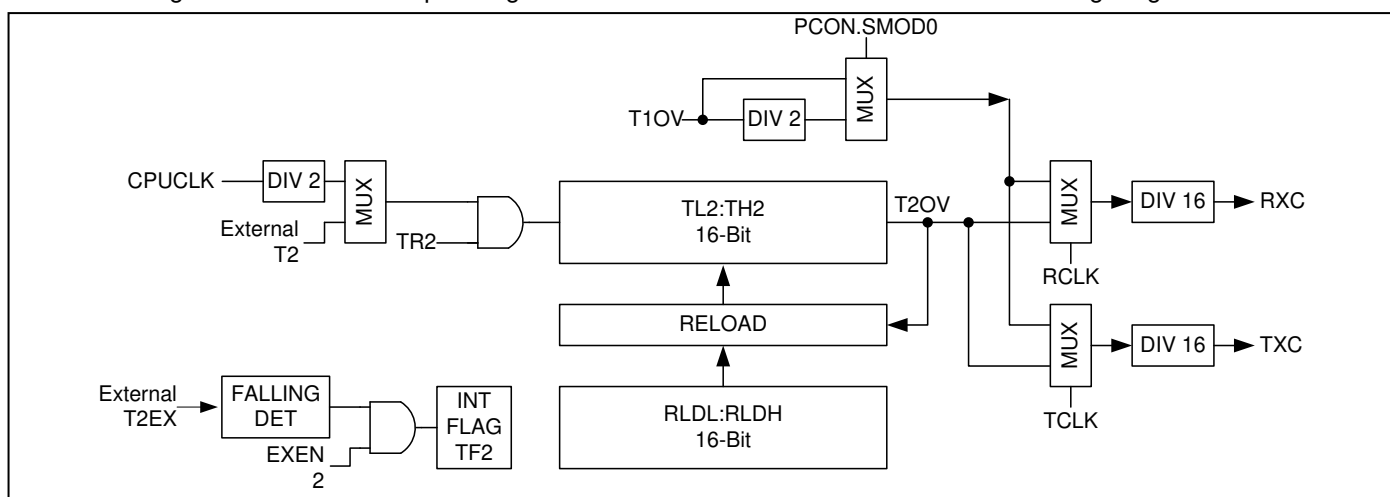 PCON.SMOD0
MUX
T1OV
DIV 2
CPUCLK
DIV 2
MUX
External
T2
TR2
TL2:TH2
16-Bit
T2OV
MUX
DIV 16
RXC
RCLK
RELOAD
MUX
DIV 16
TXC
TCLK
External
T2EX
FALLING
DET
EXEN
2
INT
FLAG
TF2
RLDL:RLDH
16-Bit